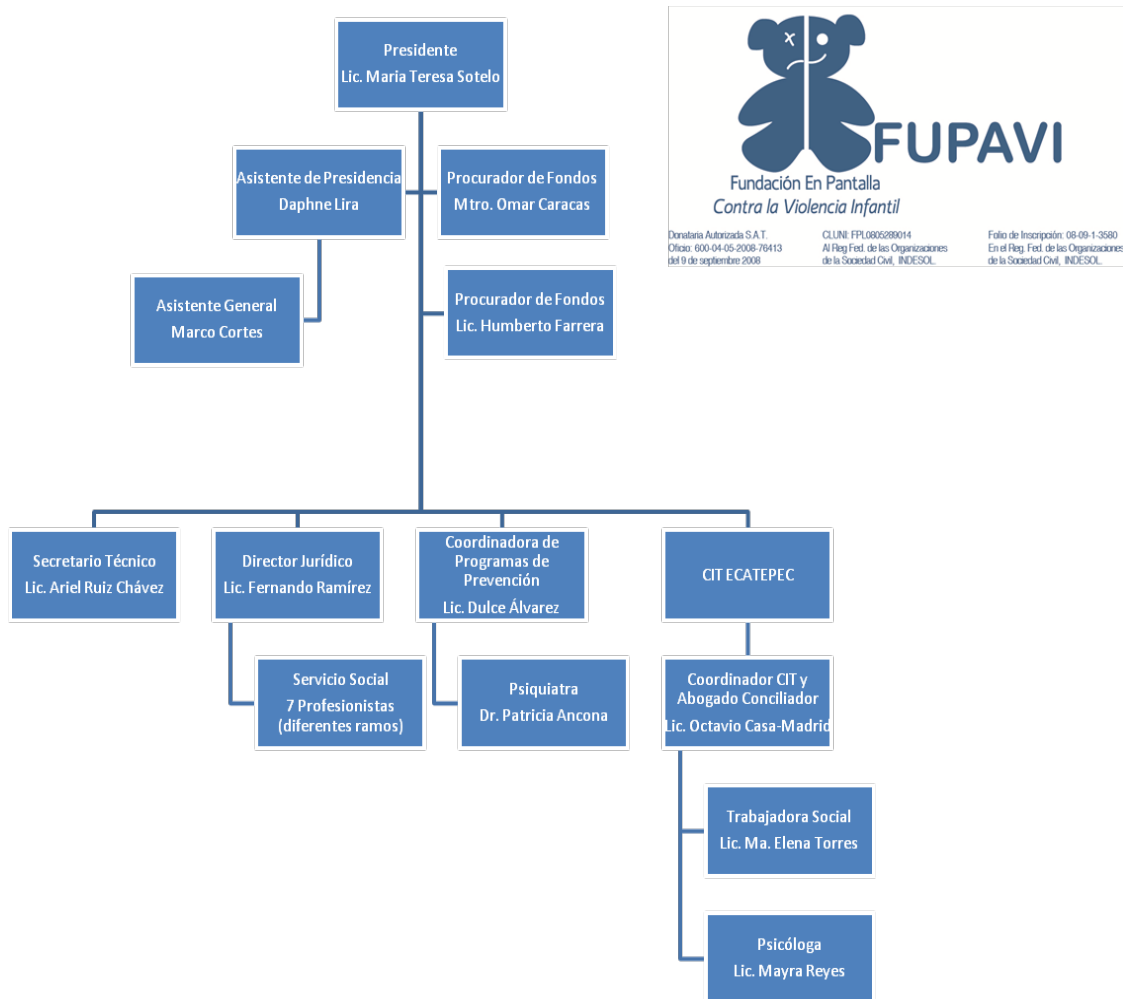 Presidente
Lic. Maria Teresa Sotelo
FUPAVI
Fundación En Pantalla
Contra la Violencia Infantil
Donataria Autorizada S.A.T.
Oficio: 600-04-05-2008-76413
del 9 de septiembre 2008
CLUNI: FPL0805289014
Al Reg Fed. de las Organizaciones
de la Sociedad Civil, INDESOL.
Folio de Inscripción: 08-09-1-3580
En el Reg. Fed. de las Organizaciones
de la Sociedad Civil, INDESOL.
Asistente de Presidencia
Daphne Lira
Procurador de Fondos
Mtro. Omar Caracas
Asistente General
Marco Cortes
Procurador de Fondos
Lic. Humberto Farrera
Secretario Técnico
Lic. Ariel Ruiz Chávez
Director Jurídico
Lic. Fernando Ramírez
Coordinadora de
Programas de
Prevención
Lic. Dulce Álvarez
CIT ECATEPEC
Servicio Social
7 Profesionistas
(diferentes ramos)
Psiquiatra
Dr. Patricia Ancona
Coordinador CIT y
Abogado Conciliador
Lic. Octavio Casa-Madrid
Trabajadora Social
Lic. Ma. Elena Torres
Psicóloga
Lic. Mayra Reyes